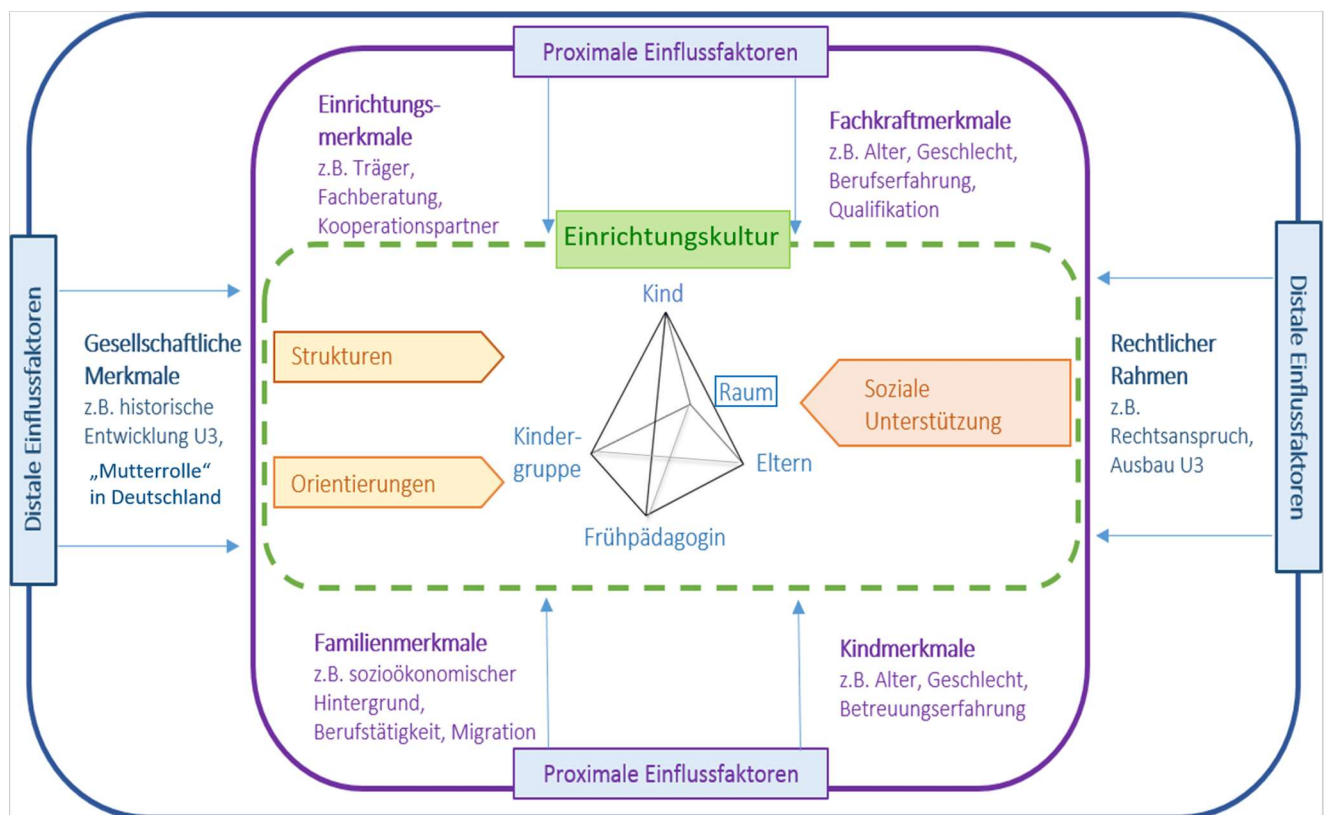 Proximale Einflussfaktoren
Einrichtungs-
merkmale
z.B. Träger,
Fachberatung,
Kooperationspartner
Fachkraftmerkmale
z.B. Alter, Geschlecht,
Berufserfahrung,
Qualifikation
Einrichtungskultur
Distale Einflussfaktoren
Gesellschaftliche
Merkmale
z.B. historische
Entwicklung U3,
„Mutterrolle“
in Deutschland
Strukturen
Orientierungen
Kind
Raum
Kinder-
gruppe
Eltern
Frühpädagogin
Soziale
Unterstützung
Rechtlicher
Rahmen
z.B.
Rechtsanspruch,
Ausbau U3
Distale Einflussfaktoren
Familienmerkmale
z.B. sozioökonomischer
Hintergrund,
Berufstätigkeit, Migration
Kindmerkmale
z.B. Alter, Geschlecht,
Betreuungserfahrung
Proximale Einflussfaktoren